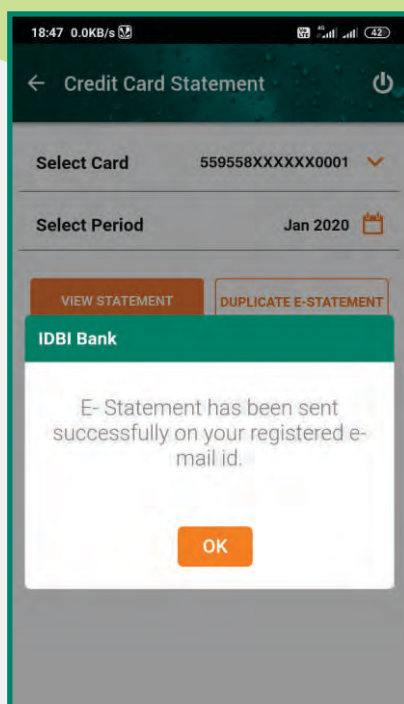 18:47 0.0KB/s 4G 42
Credit Card Statement
Select Card 559558XXXXXX0001
Select Period Jan 2020
VIEW STATEMENT DUPLICATE E-STATEMENT
IDBI Bank
E- Statement has been sent
successfully on your registered e-
mail id.
OK